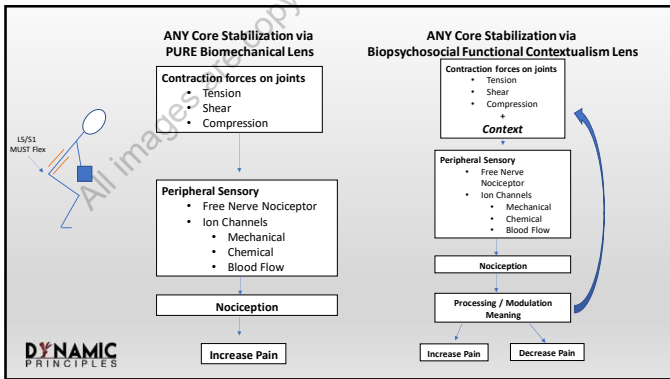 ANY Core Stabilization via
PURE Biomechanical Lens
Contraction forces on joints
• Tension
• Shear
• Compression
Peripheral Sensory
• Free Nerve Nociceptor
• Ion Channels
• Mechanical
• Chemical
• Blood Flow
Nociception
Increase Pain
ANY Core Stabilization via
Biopsychosocial Functional Contextualism Lens
Contraction forces on joints
• Tension
• Shear
• Compression
+
Context
Peripheral Sensory
• Free Nerve
Nociceptor
• Ion Channels
• Mechanical
• Chemical
• Blood Flow
Nociception
Processing / Modulation
Meaning
Increase Pain
Decrease Pain
L5/S1
MUST Flex
All images are copy
DYNAMIC
PRINCIPLES